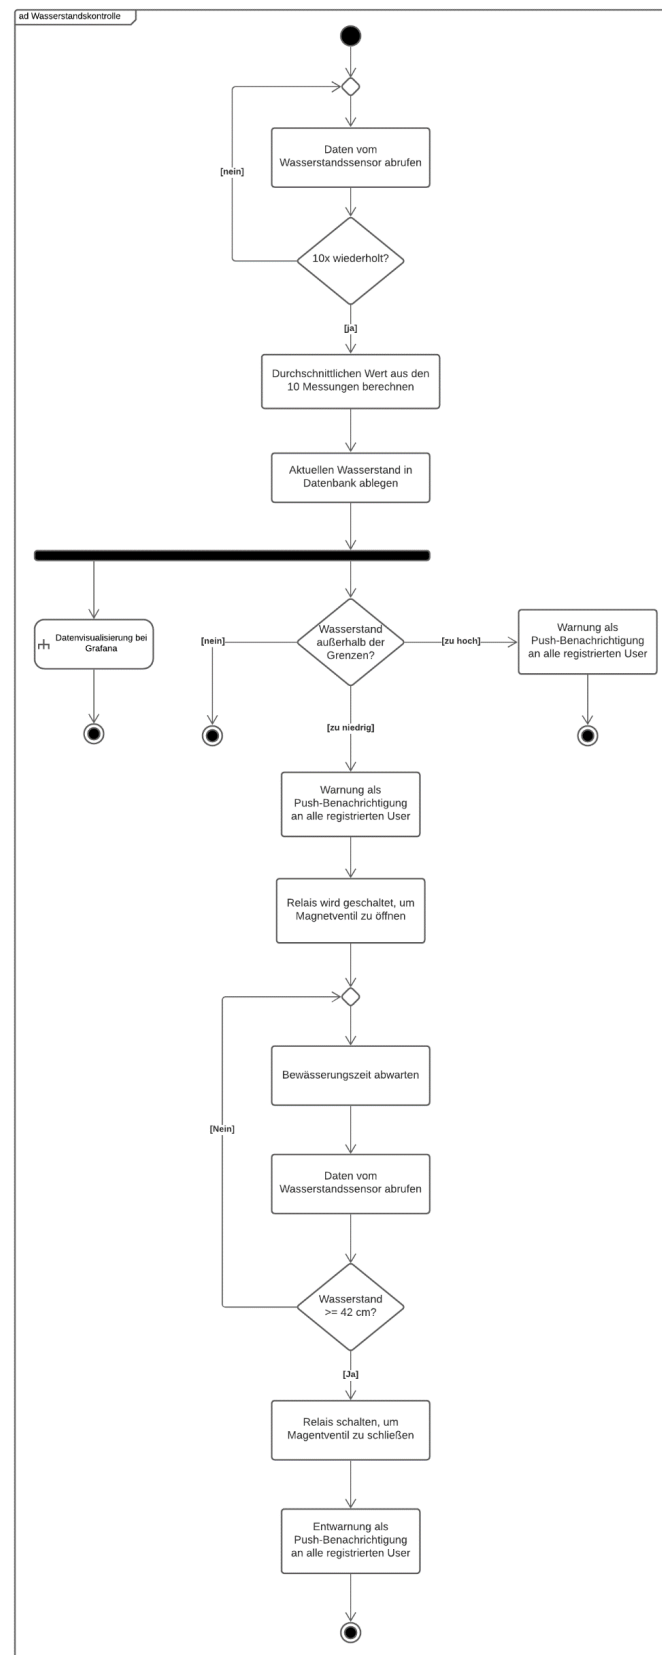 ad Wasserstandskontrolle
Daten vom
Wasserstandssensor abrufen
[nein]
10x wiederholt?
[ja]
Durchschnittlichen Wert aus den
10 Messungen berechnen
Aktuellen Wasserstand in
Datenbank ablegen
Datenvisualisierung bei
Grafana
[nein]
Wasserstand
außerhalb der
Grenzen?
[zu hoch]
Warnung als
Push-Benachrichtigung
an alle registrierten User
[zu niedrig]
Warnung als
Push-Benachrichtigung
an alle registrierten User
Relais wird geschaltet, um
Magnetventil zu öffnen
Bewässerungszeit abwarten
[Nein]
Daten vom
Wasserstandssensor abrufen
Wasserstand
>= 42 cm?
[Ja]
Relais schalten, um
Magentventil zu schließen
Entwarnung als
Push-Benachrichtigung
an alle registrierten User